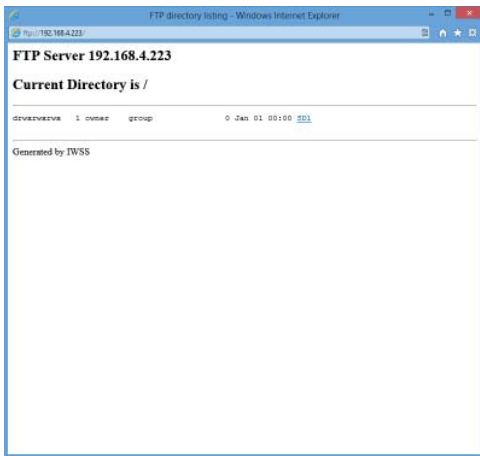 FTP directory listing - Windows Internet Explorer
ftp://192.168.4.223/
FTP Server 192.168.4.223
Current Directory is /
drwxrwxrwx 1 owner group 0 Jan 01 00:00 SD1
Generated by IWSS